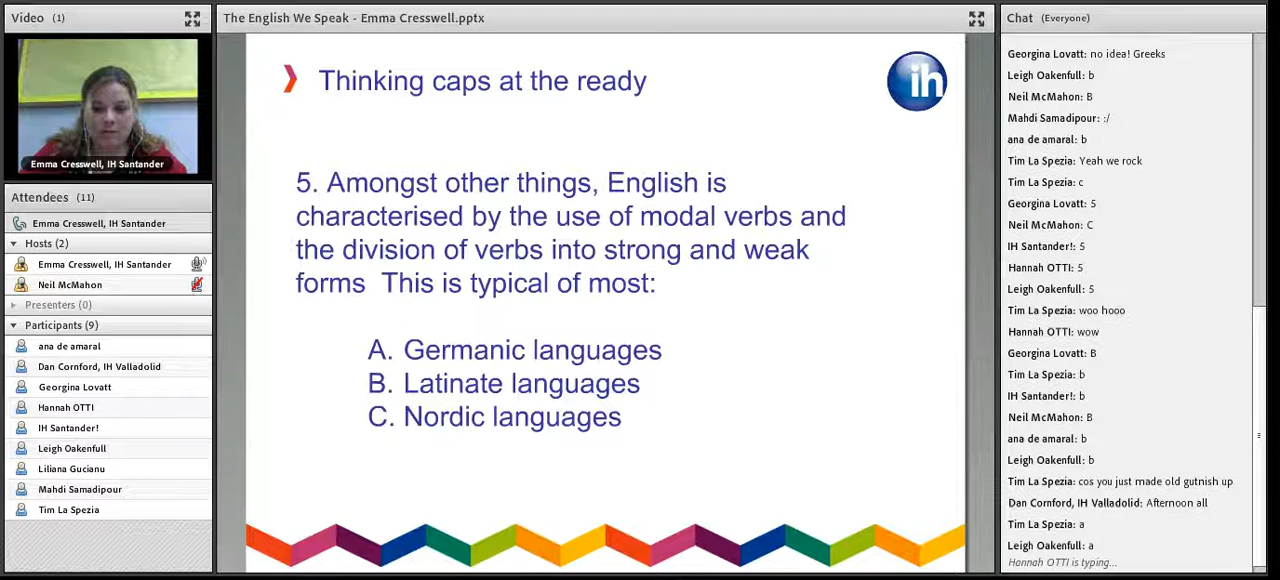 Video (1)
Emma Cresswell, IH Santander
Attendees (11)
Emma Cresswell, IH Santander
Hosts (2)
Emma Cresswell, IH Santander
Neil McMahon
Presenters (0)
Participants (9)
ana de amaral
Dan Cornford, IH Valladolid
Georgina Lovatt
Hannah OTTI
IH Santander!
Leigh Oakenfull
Liliana Gucianu
Mahdi Samadipour
Tim La Spezia
The English We Speak - Emma Cresswell.pptx
Thinking caps at the ready
ih
5. Amongst other things, English is
characterised by the use of modal verbs and
the division of verbs into strong and weak
forms  This is typical of most:
A. Germanic languages
B. Latinate languages
C. Nordic languages
Chat (Everyone)
Georgina Lovatt: no idea! Greeks
Leigh Oakenfull: b
Neil McMahon: B
Mahdi Samadipour: :/
ana de amaral: b
Tim La Spezia: Yeah we rock
Tim La Spezia: c
Georgina Lovatt: 5
Neil McMahon: C
IH Santander!: 5
Hannah OTTI: 5
Leigh Oakenfull: 5
Tim La Spezia: woo hooo
Hannah OTTI: wow
Georgina Lovatt: B
Tim La Spezia: b
IH Santander!: b
Neil McMahon: B
ana de amaral: b
Leigh Oakenfull: b
Tim La Spezia: cos you just made old gutnish up
Dan Cornford, IH Valladolid: Afternoon all
Tim La Spezia: a
Leigh Oakenfull: a
Hannah OTTI is typing...